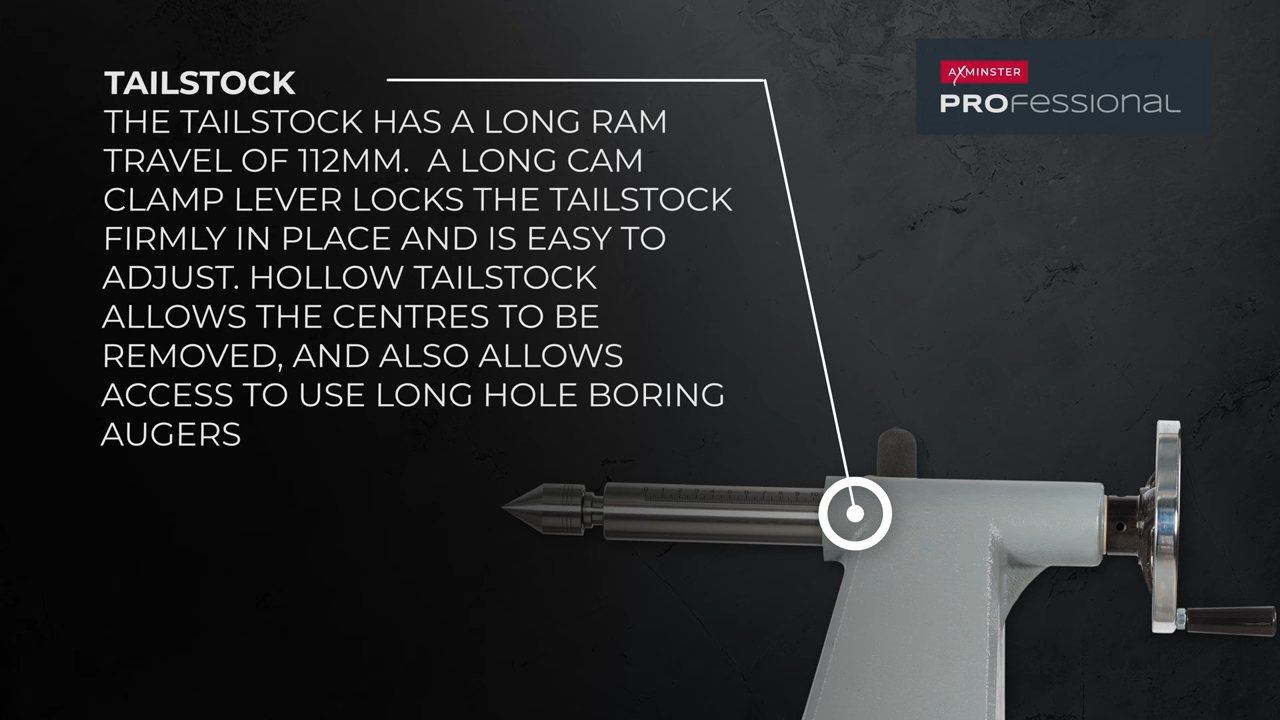 TAILSTOCK
THE TAILSTOCK HAS A LONG RAM
TRAVEL OF 112MM.  A LONG CAM
CLAMP LEVER LOCKS THE TAILSTOCK
FIRMLY IN PLACE AND IS EASY TO
ADJUST. HOLLOW TAILSTOCK
ALLOWS THE CENTRES TO BE
REMOVED, AND ALSO ALLOWS
ACCESS TO USE LONG HOLE BORING
AUGERS
AXMINSTER
PROFESSIONAL